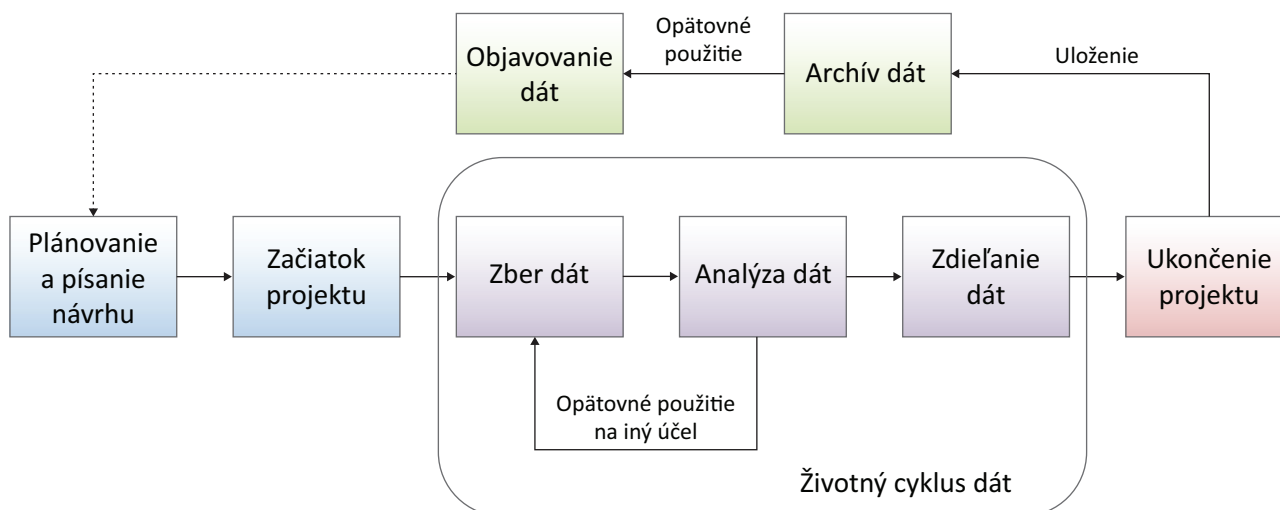 Objavovanie
dát
Opätovné
použitie
Archív dát
Uloženie
Plánovanie
a písanie
návrhu
Začiatok
projektu
Zber dát
Analýza dát
Zdieľanie
dát
Ukončenie
projektu
Opätovné použitie
na iný účel
Životný cyklus dát